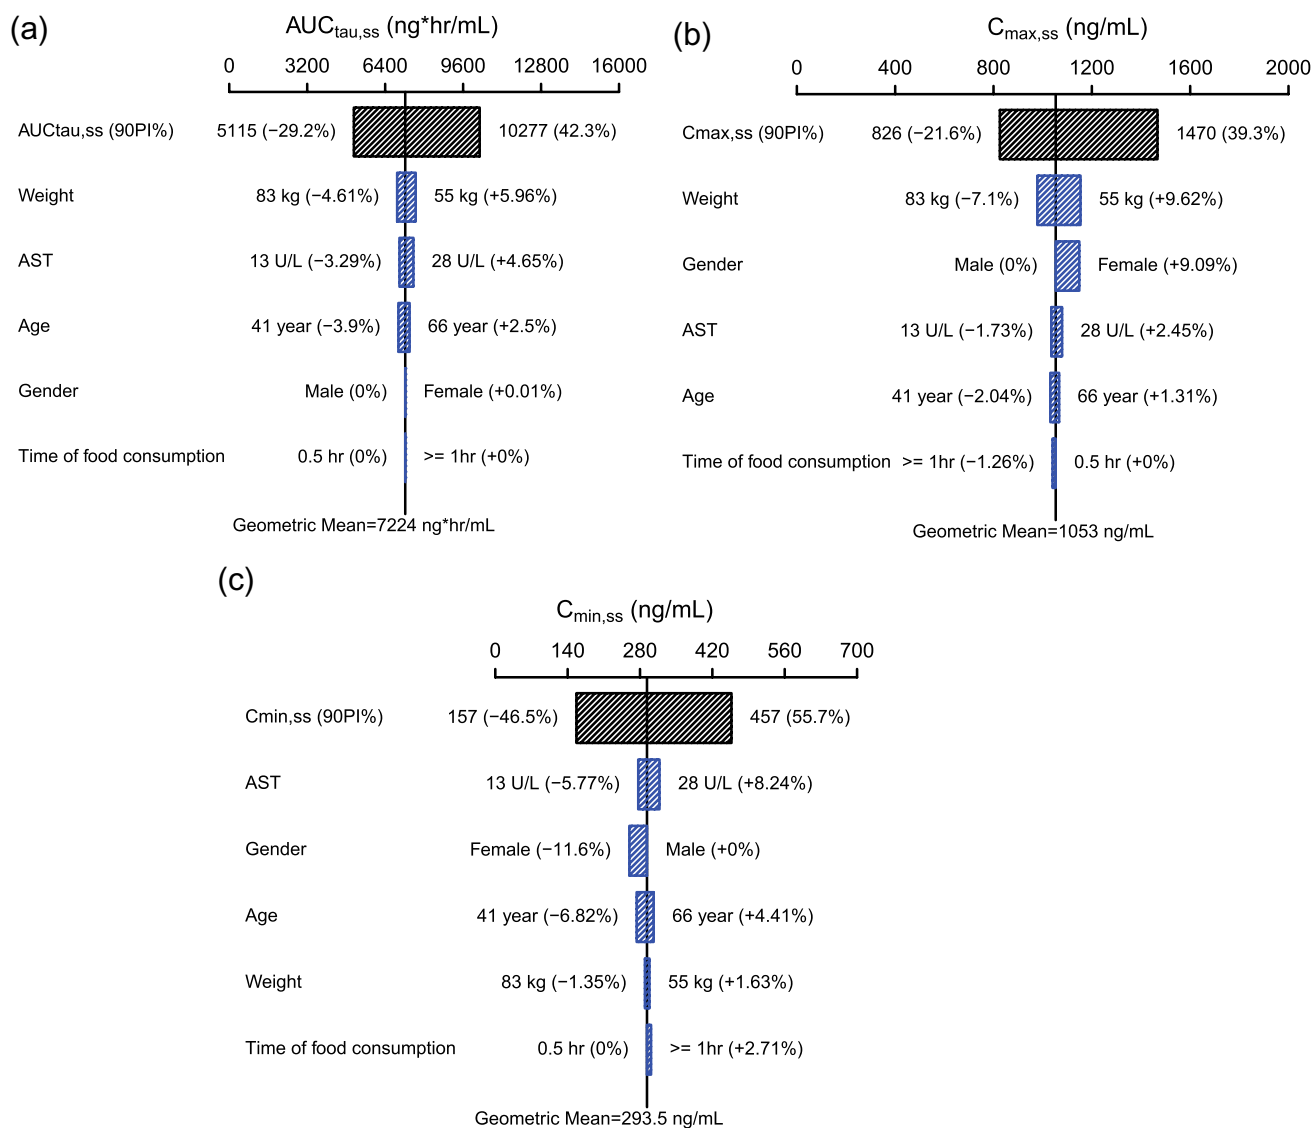 (a)
AUCtau,ss (ng*hr/mL)
0 3200 6400 9600 12800 16000
AUCtau,ss (90PI%) 5115 (−29.2%) 10277 (42.3%)
Weight 83 kg (−4.61%) 55 kg (+5.96%)
AST 13 U/L (−3.29%) 28 U/L (+4.65%)
Age 41 year (−3.9%) 66 year (+2.5%)
Gender Male (0%) Female (+0.01%)
Time of food consumption 0.5 hr (0%) >= 1hr (+0%)
Geometric Mean=7224 ng*hr/mL
(b)
Cmax,ss (ng/mL)
0 400 800 1200 1600 2000
Cmax,ss (90PI%) 826 (−21.6%) 1470 (39.3%)
Weight 83 kg (−7.1%) 55 kg (+9.62%)
Gender Male (0%) Female (+9.09%)
AST 13 U/L (−1.73%) 28 U/L (+2.45%)
Age 41 year (−2.04%) 66 year (+1.31%)
Time of food consumption >= 1hr (−1.26%) 0.5 hr (+0%)
Geometric Mean=1053 ng/mL
(c)
Cmin,ss (ng/mL)
0 140 280 420 560 700
Cmin,ss (90PI%) 157 (−46.5%) 457 (55.7%)
AST 13 U/L (−5.77%) 28 U/L (+8.24%)
Gender Female (−11.6%) Male (+0%)
Age 41 year (−6.82%) 66 year (+4.41%)
Weight 83 kg (−1.35%) 55 kg (+1.63%)
Time of food consumption 0.5 hr (0%) >= 1hr (+2.71%)
Geometric Mean=293.5 ng/mL